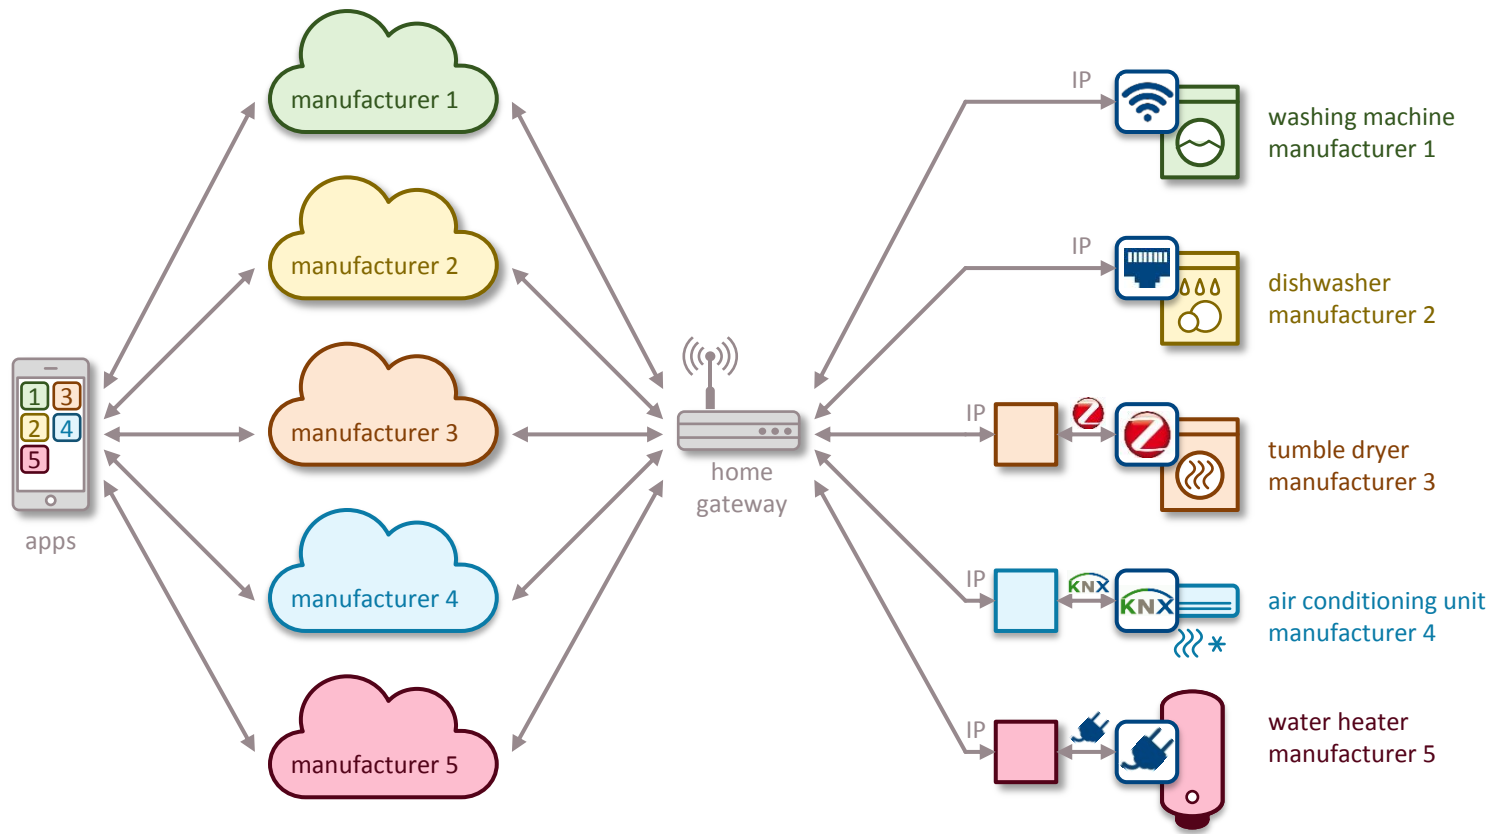 manufacturer 1
manufacturer 2
manufacturer 3
manufacturer 4
manufacturer 5
1 3
2 4
5
apps
home
gateway
IP
washing machine
manufacturer 1
IP
dishwasher
manufacturer 2
IP
Z
Z
tumble dryer
manufacturer 3
IP
KNX
KNX
air conditioning unit
manufacturer 4
IP
water heater
manufacturer 5